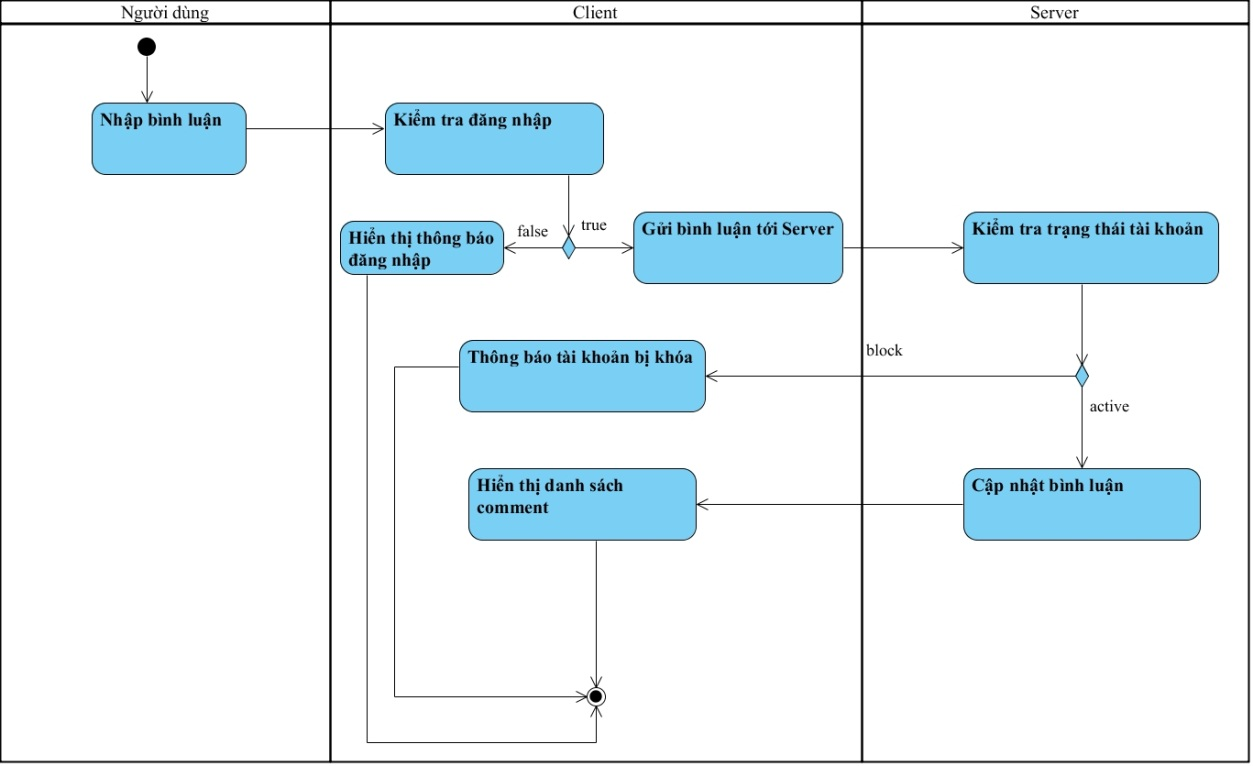 Người dùng
Client
Server
Nhập bình luận
Kiểm tra đăng nhập
Hiển thị thông báo
đăng nhập
false
true
Gửi bình luận tới Server
Kiểm tra trạng thái tài khoản
Thông báo tài khoản bị khóa
block
active
Hiển thị danh sách
comment
Cập nhật bình luận